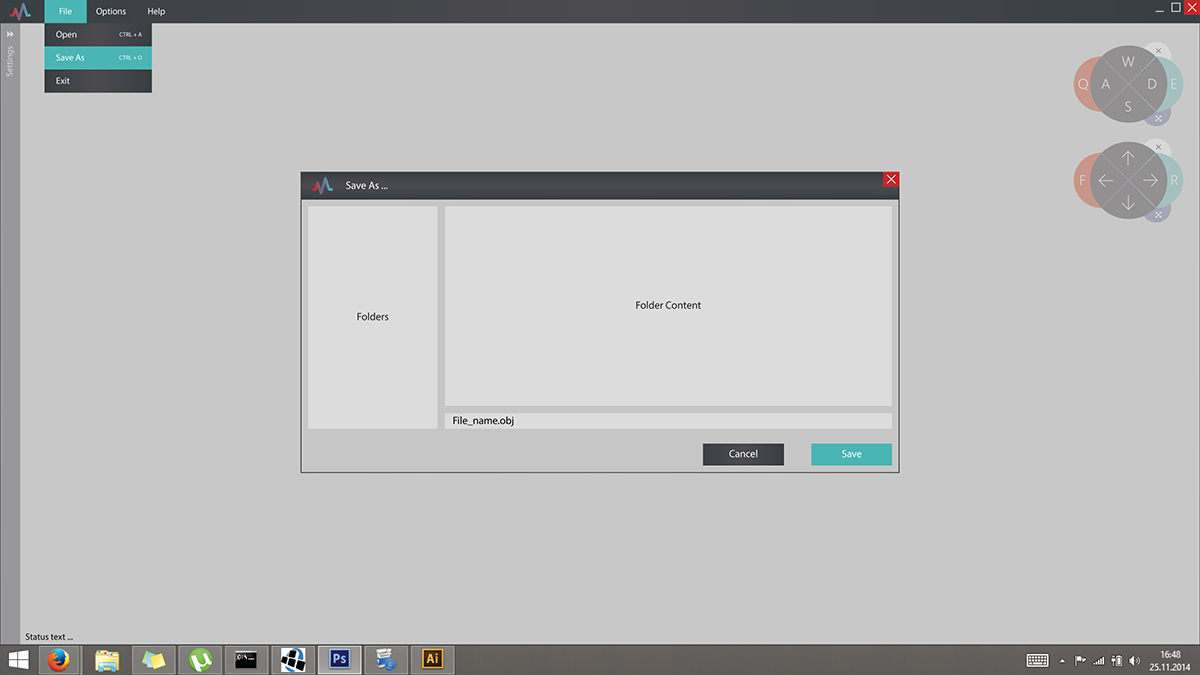 File Options Help
Open CTRL + A
Save As CTRL + O
Exit
Settings
W
Q A D E
S
F R
Save As ...
Folders
Folder Content
File_name.obj
Cancel Save
Status text ...
C:\_
Ps
Ai
16:48
25.11.2014